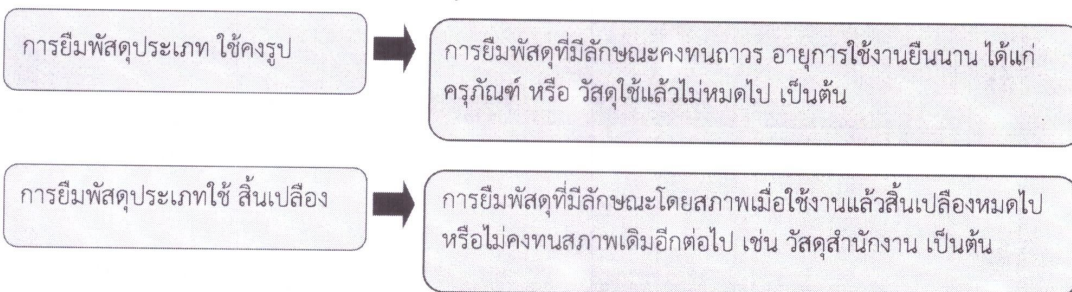 การยืมพัสดุประเภท ใช้คงรูป
การยืมพัสดุที่มีลักษณะคงทนถาวร อายุการใช้งานยืนนาน ได้แก่
ครุภัณฑ์ หรือ วัสดุใช้แล้วไม่หมดไป เป็นต้น
การยืมพัสดุประเภทใช้ สิ้นเปลือง
การยืมพัสดุที่มีลักษณะโดยสภาพเมื่อใช้งานแล้วสิ้นเปลืองหมดไป
หรือไม่คงทนสภาพเดิมอีกต่อไป เช่น วัสดุสำนักงาน เป็นต้น